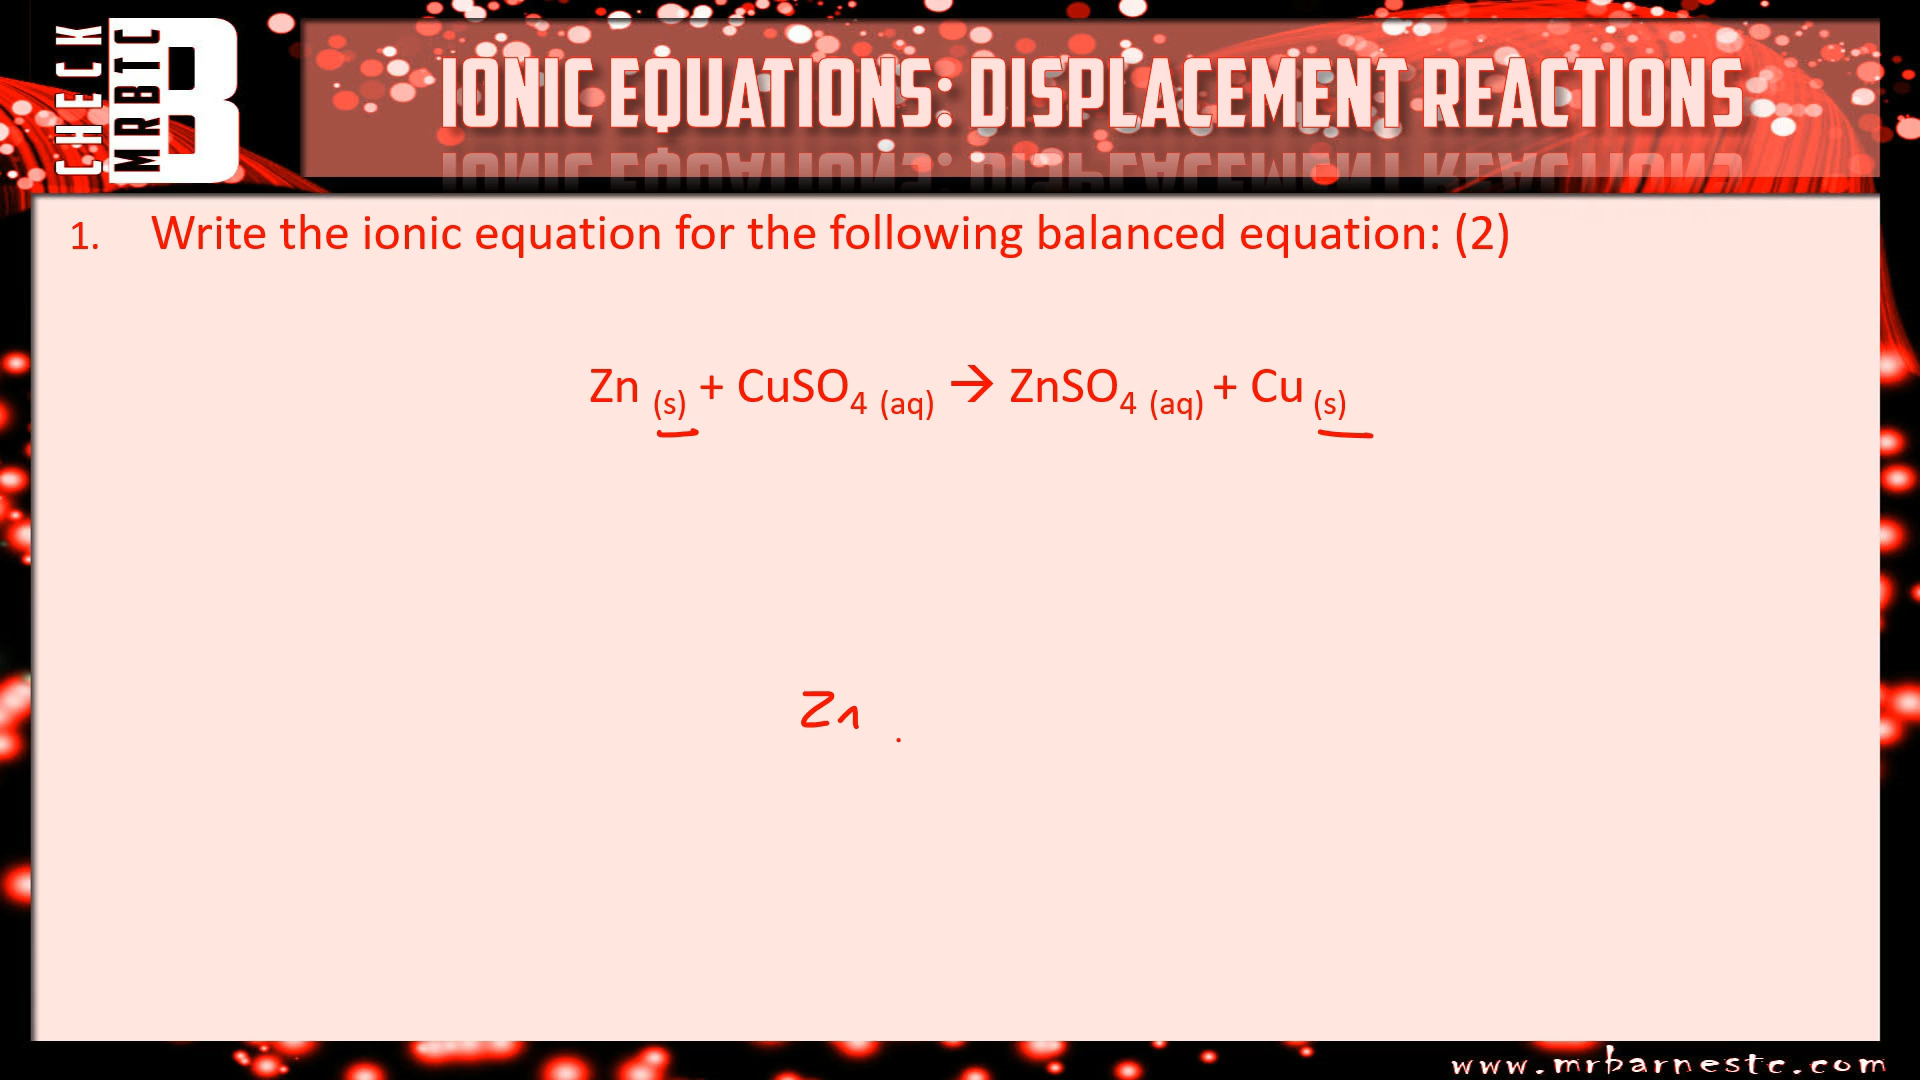 CHECK
MRBTC
B
IONIC EQUATIONS: DISPLACEMENT REACTIONS
1. Write the ionic equation for the following balanced equation: (2)
Zn (s) + CuSO4 (aq) → ZnSO4 (aq) + Cu (s)
Zn
www.mrbarnestc.com